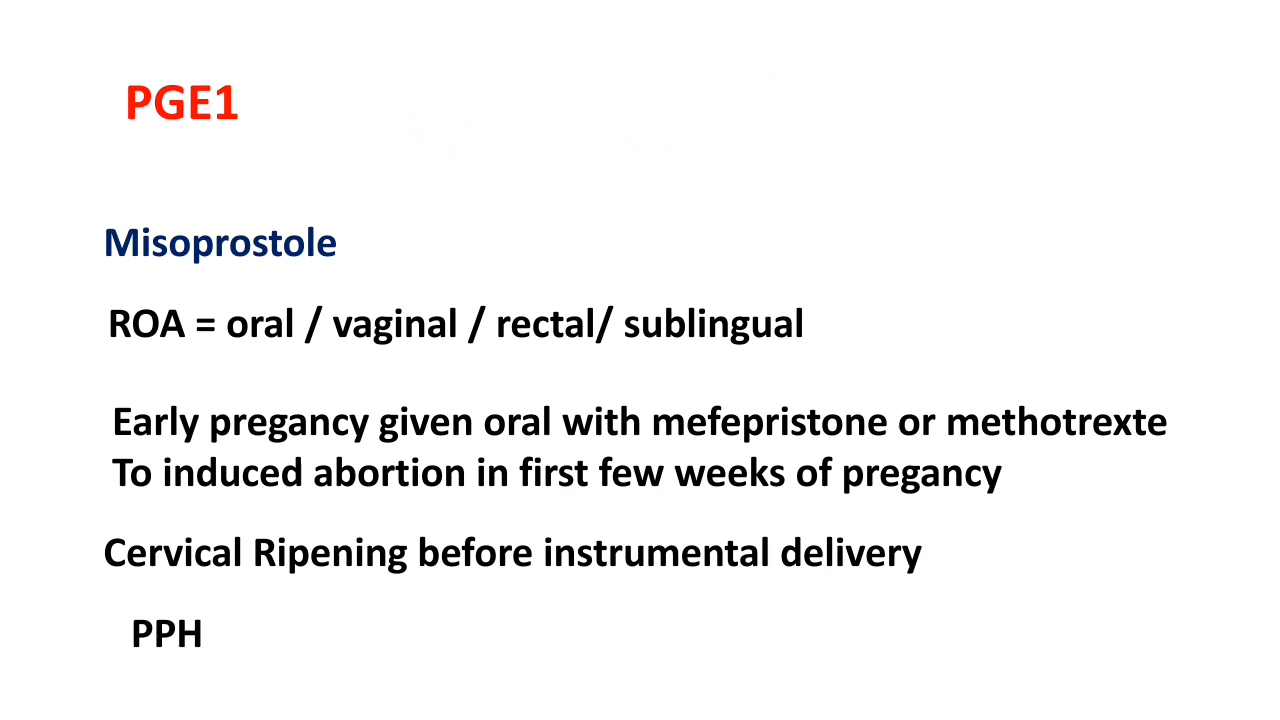 PGE1
Misoprostole
ROA = oral / vaginal / rectal/ sublingual
Early pregancy given oral with mefepristone or methotrexte
To induced abortion in first few weeks of pregancy
Cervical Ripening before instrumental delivery
PPH